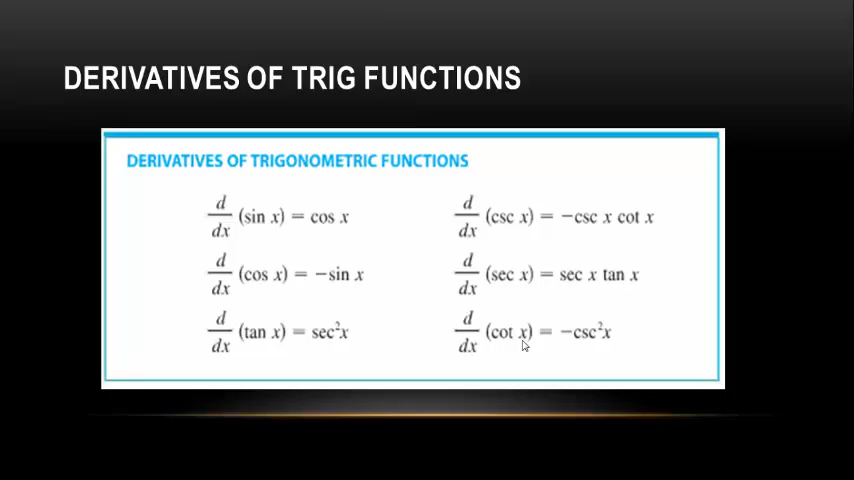 DERIVATIVES OF TRIG FUNCTIONS
DERIVATIVES OF TRIGONOMETRIC FUNCTIONS
d/dx (sin x) = cos x
d/dx (csc x) = −csc x cot x
d/dx (cos x) = −sin x
d/dx (sec x) = sec x tan x
d/dx (tan x) = sec²x
d/dx (cot x) = −csc²x